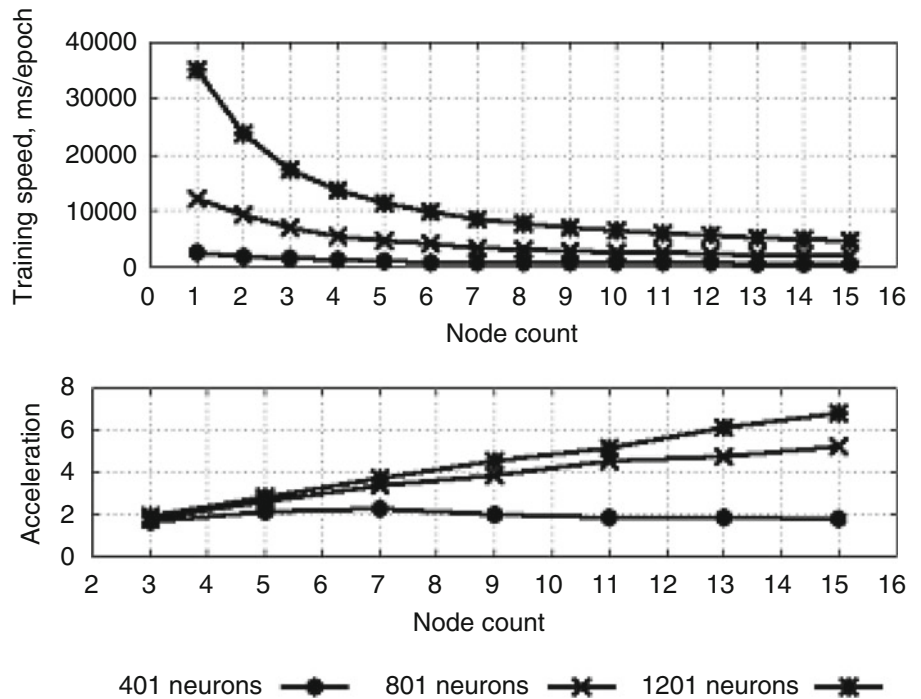 Training speed, ms/epoch
40000
30000
20000
10000
0
0 1 2 3 4 5 6 7 8 9 10 11 12 13 14 15 16
Node count
Acceleration
8
6
4
2
0
2 3 4 5 6 7 8 9 10 11 12 13 14 15 16
Node count
401 neurons 801 neurons 1201 neurons